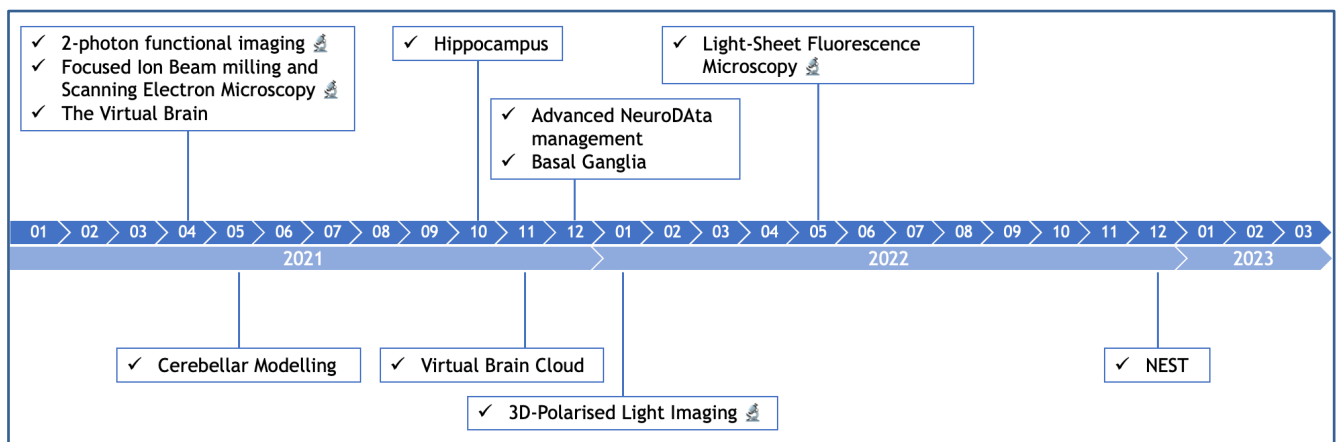 ✓ 2-photon functional imaging 🔬
✓ Focused Ion Beam milling and
Scanning Electron Microscopy 🔬
✓ The Virtual Brain
✓ Hippocampus
✓ Advanced NeuroDAta
management
✓ Basal Ganglia
✓ Light-Sheet Fluorescence
Microscopy 🔬
01 02 03 04 05 06 07 08 09 10 11 12 01 02 03 04 05 06 07 08 09 10 11 12 01 02 03
2021 2022 2023
✓ Cerebellar Modelling
✓ Virtual Brain Cloud
✓ NEST
✓ 3D-Polarised Light Imaging 🔬